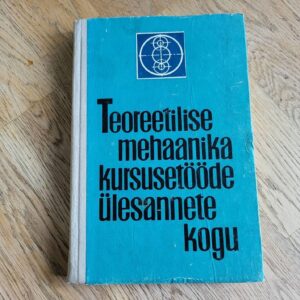 Teoreetilise
mehaanika
kursusetööde
ülesannete
kogu